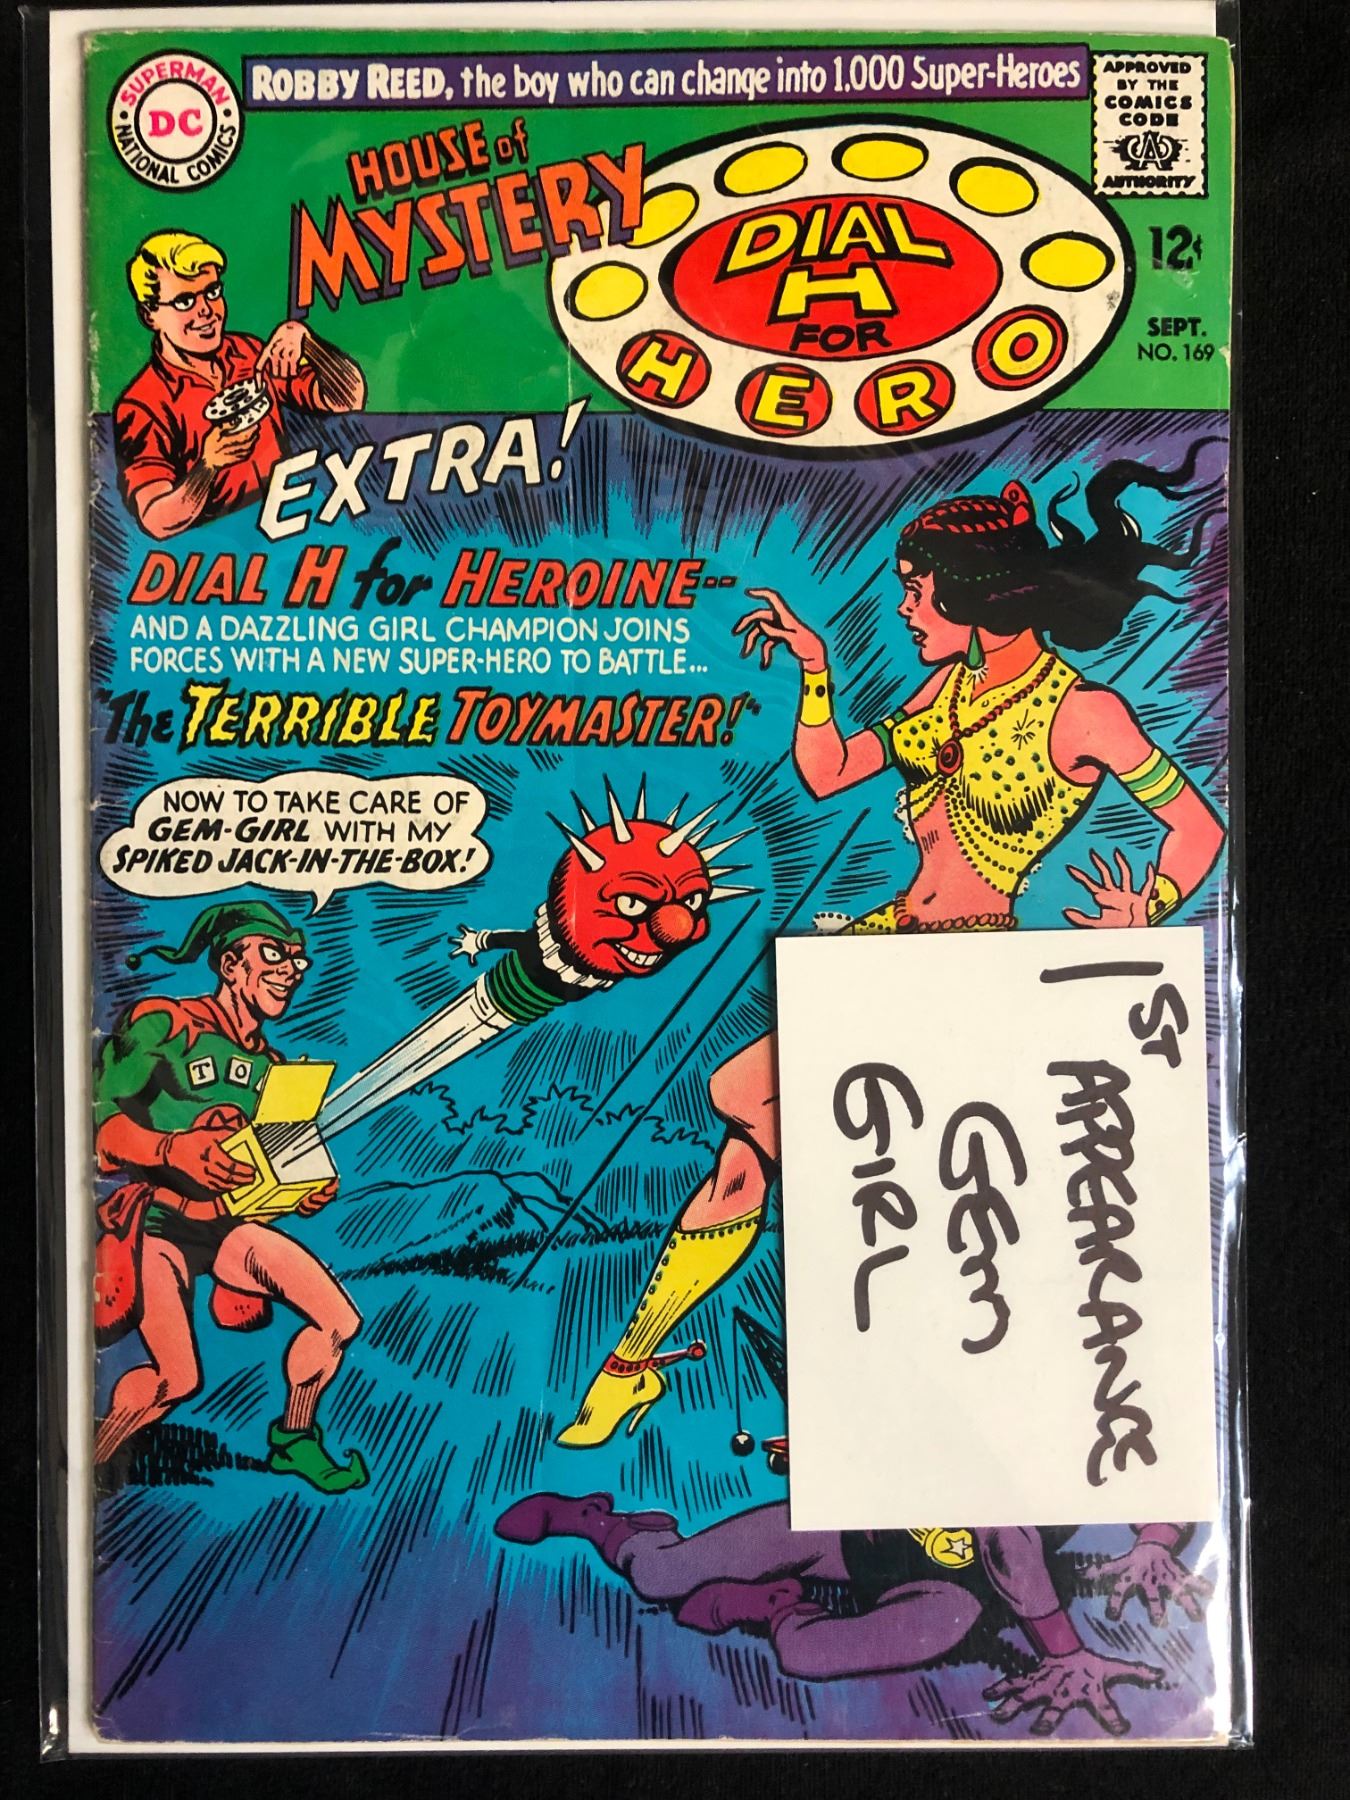 SUPERMAN
DC
NATIONAL COMICS
ROBBY REED, the boy who can change into 1,000 Super-Heroes
APPROVED
BY THE
COMICS
CODE
A
AUTHORITY
HOUSE of
MYSTERY
DIAL
H
FOR
HERO
12¢
SEPT.
NO. 169
EXTRA!
DIAL H for HEROINE--
AND A DAZZLING GIRL CHAMPION JOINS
FORCES WITH A NEW SUPER-HERO TO BATTLE...
"The TERRIBLE TOYMASTER!"
NOW TO TAKE CARE OF
GEM-GIRL WITH MY
SPIKED JACK-IN-THE-BOX!
T O
1ST APPEARANCE
GEM
GIRL